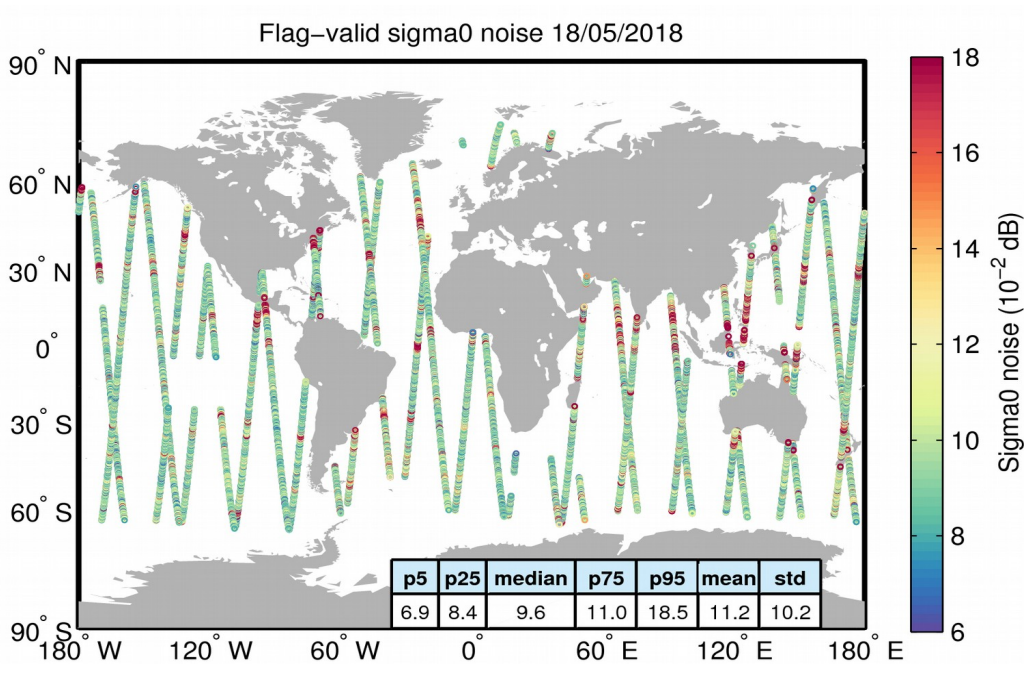 Flag−valid sigma0 noise 18/05/2018
90° N
60° N
30° N
0°
30° S
60° S
90° S
180° W
120° W
60° W
0°
60° E
120° E
180° E
18
16
14
12
10
8
6
Sigma0 noise (10⁻² dB)
p5 p25 median p75 p95 mean std
6.9 8.4 9.6 11.0 18.5 11.2 10.2